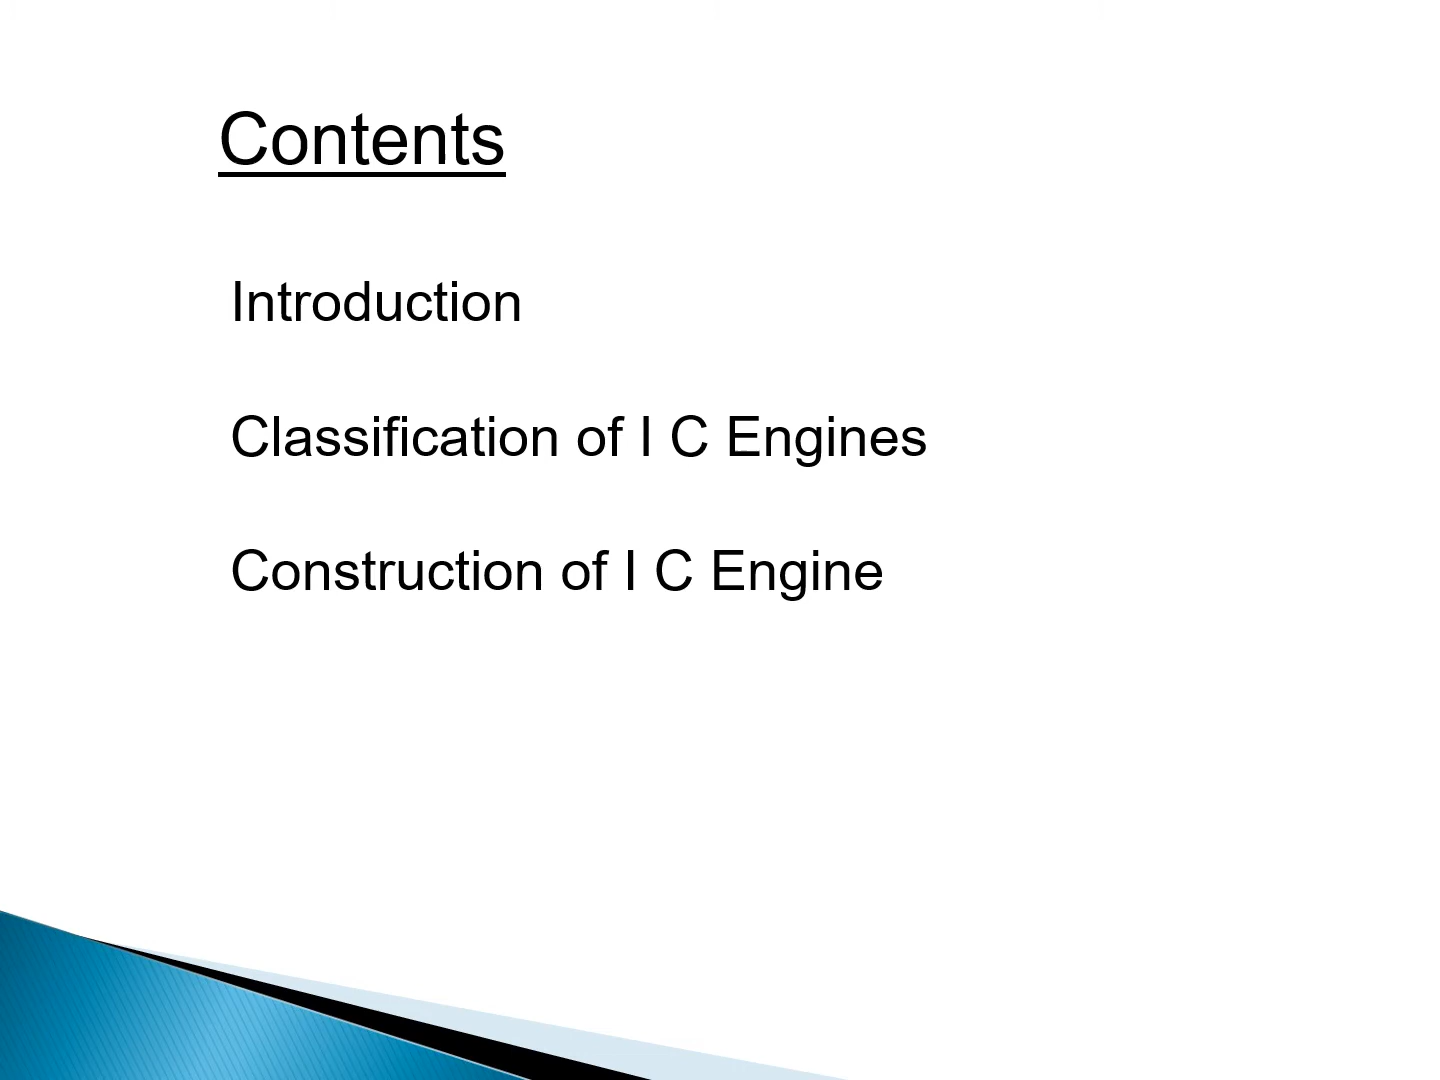 Contents
Introduction
Classification of I C Engines
Construction of I C Engine